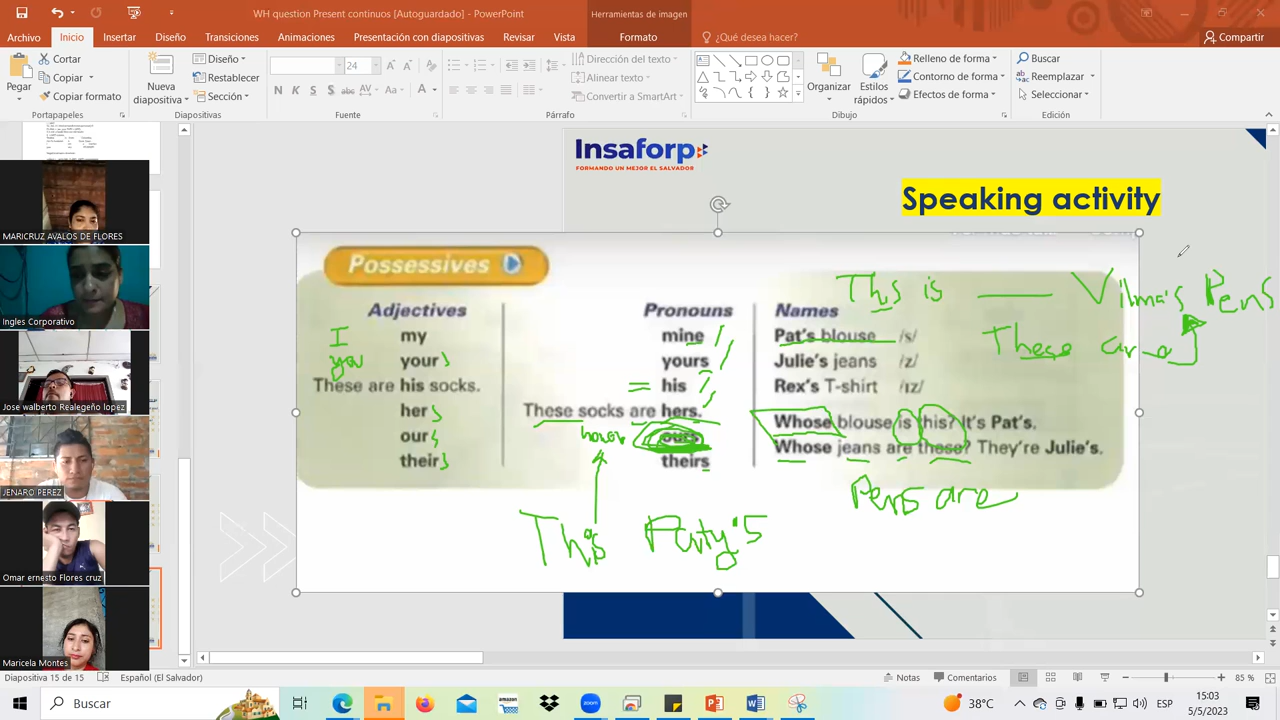 WH question Present continuos [Autoguardado] - PowerPoint
Herramientas de imagen
Archivo Inicio Insertar Diseño Transiciones Animaciones Presentación con diapositivas Revisar Vista Formato ¿Qué desea hacer? Compartir
Pegar
Cortar
Copiar
Copiar formato
Portapapeles
Nueva diapositiva
Diseño
Restablecer
Sección
Diapositivas
24
N K S S abc AV Aa A
Fuente
Dirección del texto
Alinear texto
Convertir a SmartArt
Párrafo
Organizar
Estilos rápidos
Relleno de forma
Contorno de forma
Efectos de forma
Dibujo
Buscar
Reemplazar
Seleccionar
Edición
MARICRUZ AVALOS DE FLORES
Ingles Corporativo
Jose walberto Realegeño lopez
JENARO PEREZ
Omar ernesto Flores cruz
Maricela Montes
Insaforp
FORMANDO UN MEJOR EL SALVADOR
Speaking activity
Possessives
Adjectives
I my
you your
These are his socks.
her
our
their
Pronouns
mine
yours
his
These socks are hers.
ours
theirs
Names
Pat's blouse /s/
Julie's jeans /z/
Rex's T-shirt /ɪz/
Whose blouse is this? It's Pat's.
Whose jeans are those? They're Julie's.
This is Vilma's Pens
These are
Pens are
This Paty's
Diapositiva 15 de 15
Español (El Salvador)
Notas
Comentarios
85 %
Buscar
amazon
zoom
38°C
ESP
15:03
5/5/2023